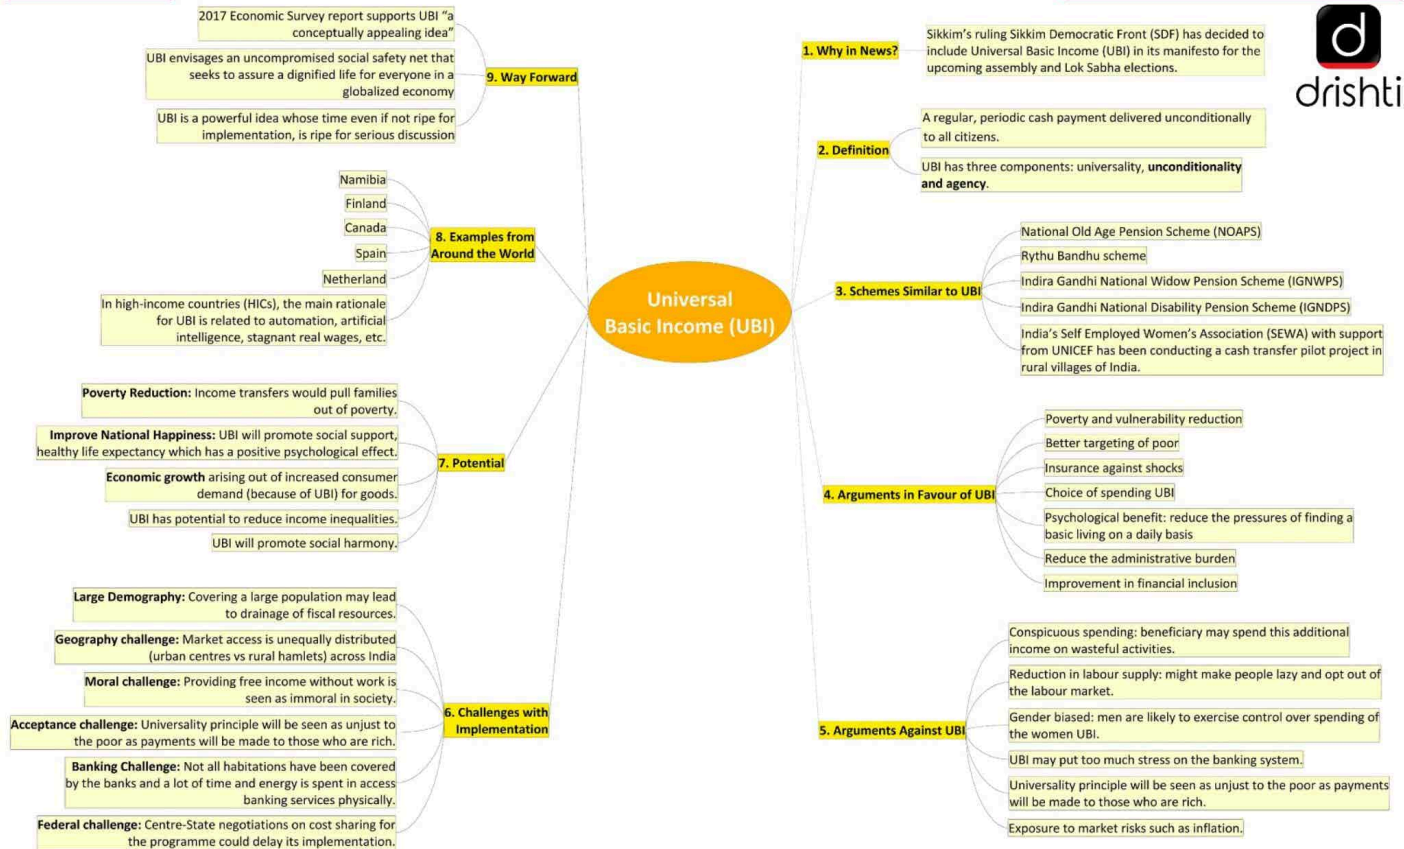 Universal
Basic Income (UBI)
drishti
1. Why in News?
Sikkim's ruling Sikkim Democratic Front (SDF) has decided to
include Universal Basic Income (UBI) in its manifesto for the
upcoming assembly and Lok Sabha elections.
2. Definition
A regular, periodic cash payment delivered unconditionally
to all citizens.
UBI has three components: universality, unconditionality
and agency.
3. Schemes Similar to UBI
National Old Age Pension Scheme (NOAPS)
Rythu Bandhu scheme
Indira Gandhi National Widow Pension Scheme (IGNWPS)
Indira Gandhi National Disability Pension Scheme (IGNDPS)
India's Self Employed Women's Association (SEWA) with support
from UNICEF has been conducting a cash transfer pilot project in
rural villages of India.
4. Arguments in Favour of UBI
Poverty and vulnerability reduction
Better targeting of poor
Insurance against shocks
Choice of spending UBI
Psychological benefit: reduce the pressures of finding a
basic living on a daily basis
Reduce the administrative burden
Improvement in financial inclusion
5. Arguments Against UBI
Conspicuous spending: beneficiary may spend this additional
income on wasteful activities.
Reduction in labour supply: might make people lazy and opt out of
the labour market.
Gender biased: men are likely to exercise control over spending of
the women UBI.
UBI may put too much stress on the banking system.
Universality principle will be seen as unjust to the poor as payments
will be made to those who are rich.
Exposure to market risks such as inflation.
6. Challenges with
Implementation
Large Demography: Covering a large population may lead
to drainage of fiscal resources.
Geography challenge: Market access is unequally distributed
(urban centres vs rural hamlets) across India
Moral challenge: Providing free income without work is
seen as immoral in society.
Acceptance challenge: Universality principle will be seen as unjust to
the poor as payments will be made to those who are rich.
Banking Challenge: Not all habitations have been covered
by the banks and a lot of time and energy is spent in access
banking services physically.
Federal challenge: Centre-State negotiations on cost sharing for
the programme could delay its implementation.
7. Potential
Poverty Reduction: Income transfers would pull families
out of poverty.
Improve National Happiness: UBI will promote social support,
healthy life expectancy which has a positive psychological effect.
Economic growth arising out of increased consumer
demand (because of UBI) for goods.
UBI has potential to reduce income inequalities.
UBI will promote social harmony.
8. Examples from
Around the World
Namibia
Finland
Canada
Spain
Netherland
In high-income countries (HICs), the main rationale
for UBI is related to automation, artificial
intelligence, stagnant real wages, etc.
9. Way Forward
2017 Economic Survey report supports UBI "a
conceptually appealing idea"
UBI envisages an uncompromised social safety net that
seeks to assure a dignified life for everyone in a
globalized economy
UBI is a powerful idea whose time even if not ripe for
implementation, is ripe for serious discussion